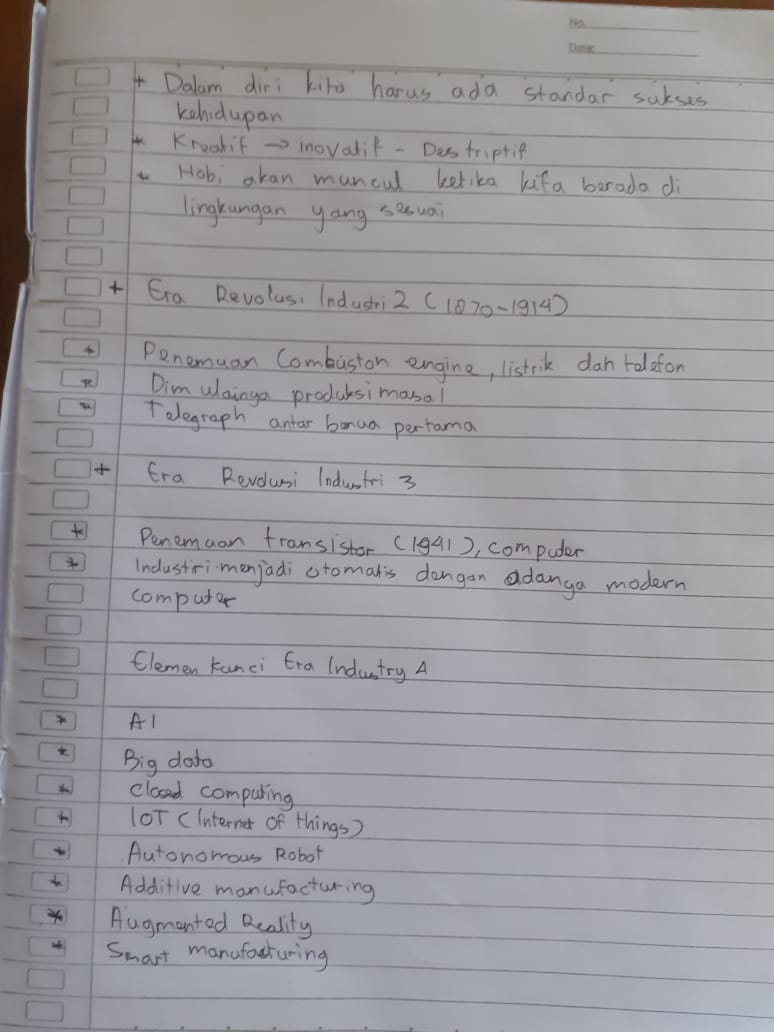 No.
Date:
* Dalam diri kita harus ada standar sukses
kehidupan
* Kreatif → inovatif - Destriptif
* Hobi akan muncul ketika kita berada di
lingkungan yang sesuai
+ Era Revolusi Industri 2 (1870-1914)
* Penemuan Combuston engine, listrik dan telefon
* Dimulainya produksi masal
* Telegraph antar benua pertama
+ Era Revolusi Industri 3
* Penemuan transistor (1941), computer
* Industiri menjadi otomatis dengan adanya modern
computer
Elemen kunci Era Industry 4
* AI
* Big data
* Cloud computing
* IOT (Internet of things)
* Autonomous Robot
* Additive manufacturing
* Augmented Reality
* Smart manufacturing